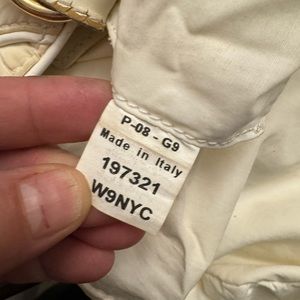 P-08-G9
Made in Italy
197321
W9NYC